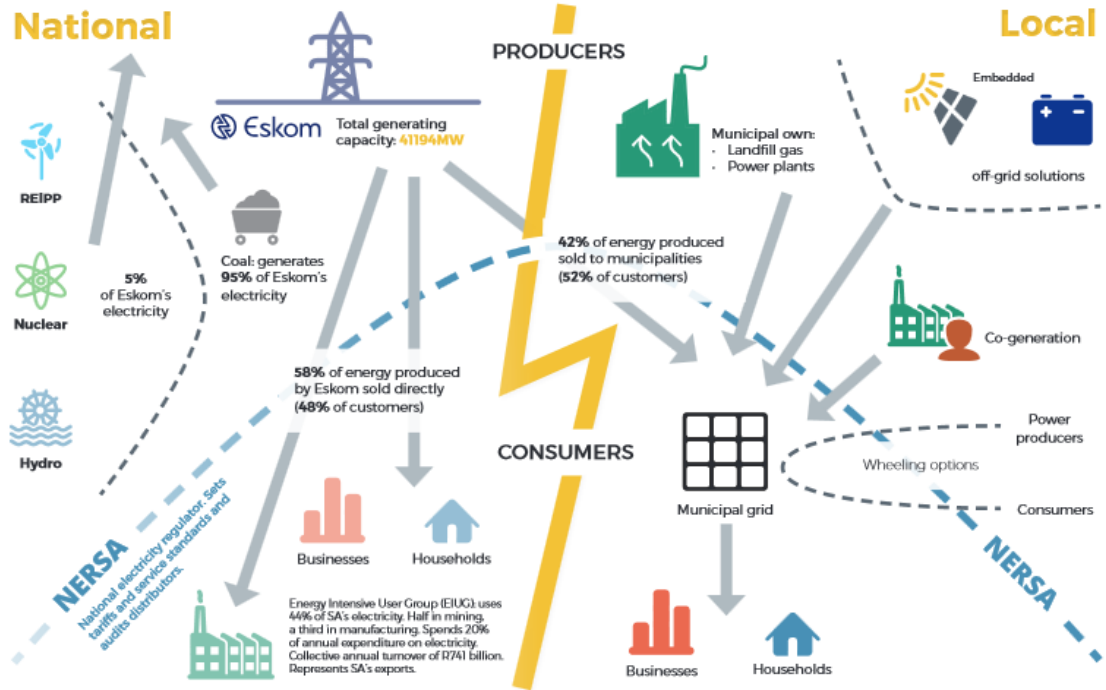 National
Local
PRODUCERS
Eskom
Total generating
capacity: 41194MW
REIPP
Nuclear
Hydro
5%
of Eskom's
electricity
Coal: generates
95% of Eskom's
electricity
Municipal own:
· Landfill gas
· Power plants
Embedded
off-grid solutions
42% of energy produced
sold to municipalities
(52% of customers)
Co-generation
58% of energy produced
by Eskom sold directly
(48% of customers)
CONSUMERS
Power
producers
Wheeling options
Consumers
Municipal grid
NERSA
National electricity regulator. Sets
tariffs and service standards and
audits distributors.
NERSA
Businesses
Households
Energy Intensive User Group (EIUG): uses
44% of SA's electricity. Half in mining,
a third in manufacturing. Spends 20%
of annual expenditure on electricity.
Collective annual turnover of R741 billion.
Represents SA's exports.
Businesses
Households